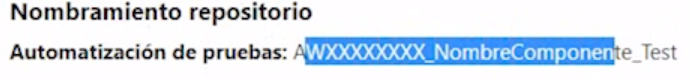 Nombramiento repositorio
Automatización de pruebas: AWXXXXXXXX_NombreComponente_Test